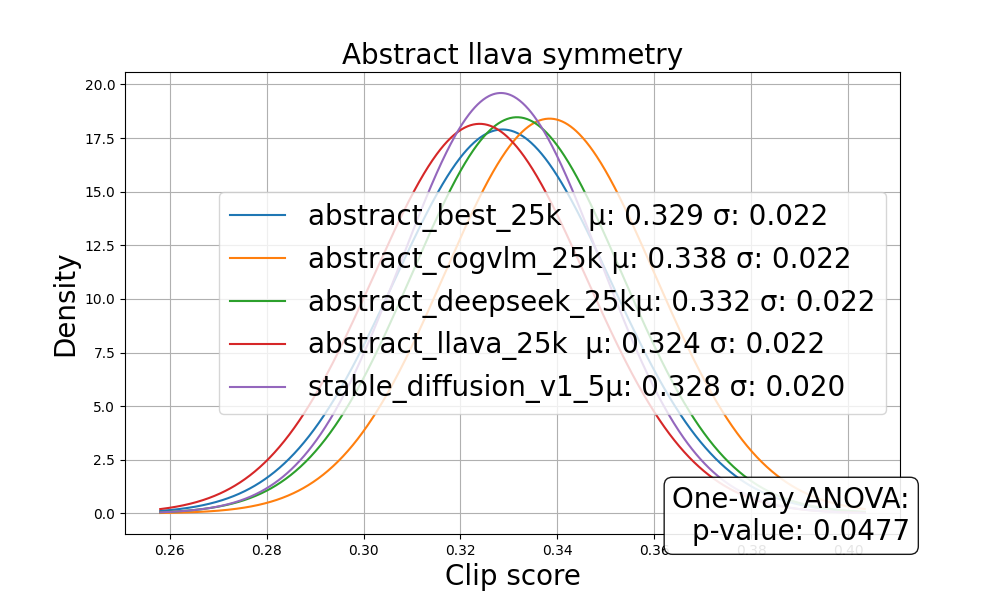 Abstract llava symmetry
20.0
17.5
15.0
12.5
10.0
7.5
5.0
2.5
0.0
Density
abstract_best_25k μ: 0.329 σ: 0.022
abstract_cogvlm_25k μ: 0.338 σ: 0.022
abstract_deepseek_25kμ: 0.332 σ: 0.022
abstract_llava_25k μ: 0.324 σ: 0.022
stable_diffusion_v1_5μ: 0.328 σ: 0.020
One-way ANOVA:
p-value: 0.0477
0.26 0.28 0.30 0.32 0.34 0.36 0.38 0.40
Clip score